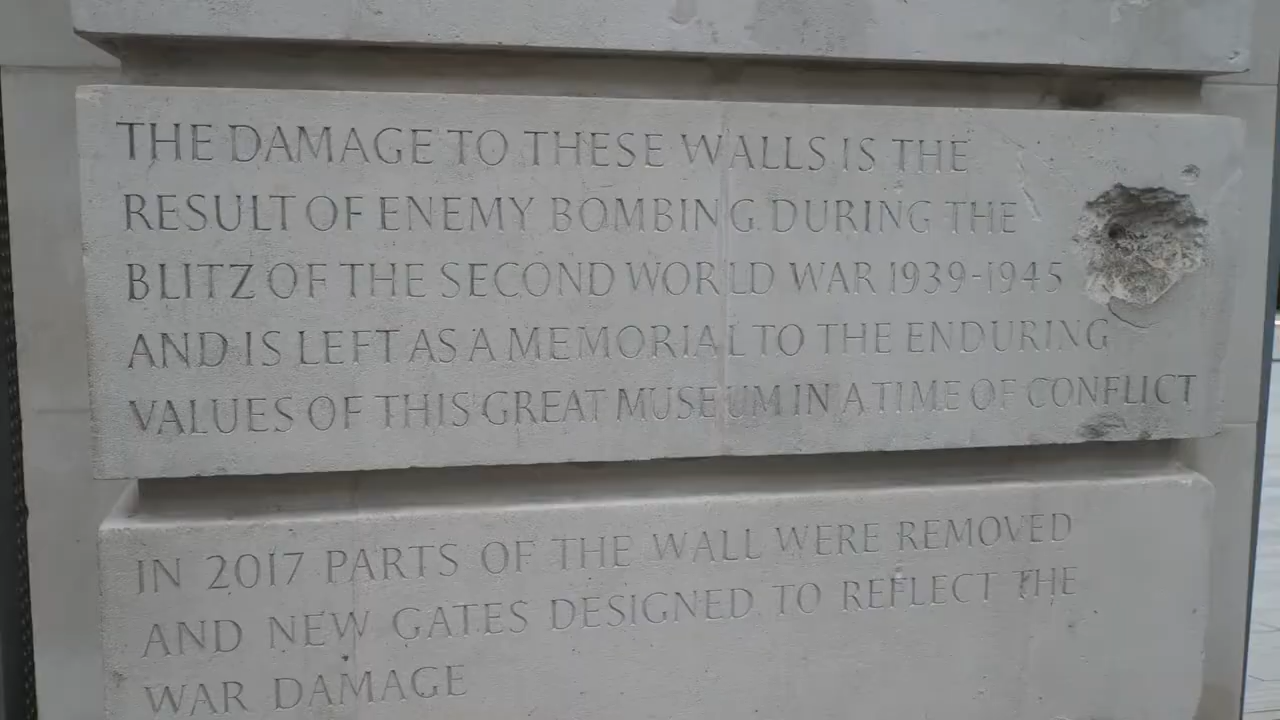 THE DAMAGE TO THESE WALLS IS THE
RESULT OF ENEMY BOMBING DURING THE
BLITZ OF THE SECOND WORLD WAR 1939-1945
AND IS LEFT AS A MEMORIAL TO THE ENDURING
VALUES OF THIS GREAT MUSEUM IN A TIME OF CONFLICT
IN 2017 PARTS OF THE WALL WERE REMOVED
AND NEW GATES DESIGNED TO REFLECT THE
WAR DAMAGE